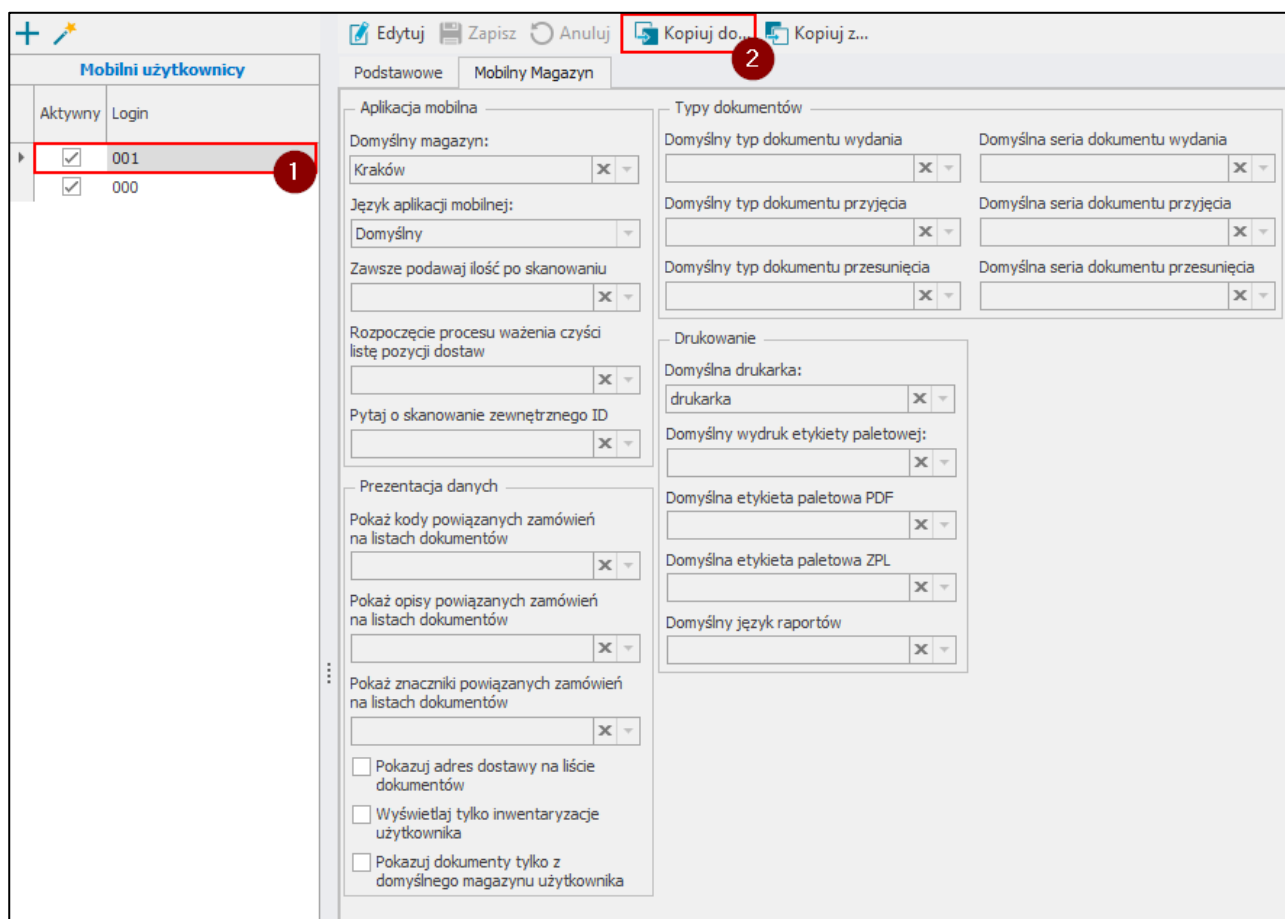 Edytuj Zapisz Anuluj Kopiuj do... Kopiuj z...
2
Mobilni użytkownicy
Aktywny Login
001
1
000
Podstawowe Mobilny Magazyn
Aplikacja mobilna
Domyślny magazyn:
Kraków
Język aplikacji mobilnej:
Domyślny
Zawsze podawaj ilość po skanowaniu
Rozpoczęcie procesu ważenia czyści
listę pozycji dostaw
Pytaj o skanowanie zewnętrznego ID
Prezentacja danych
Pokaż kody powiązanych zamówień
na listach dokumentów
Pokaż opisy powiązanych zamówień
na listach dokumentów
Pokaż znaczniki powiązanych zamówień
na listach dokumentów
Pokazuj adres dostawy na liście
dokumentów
Wyświetlaj tylko inwentaryzacje
użytkownika
Pokazuj dokumenty tylko z
domyślnego magazynu użytkownika
Typy dokumentów
Domyślny typ dokumentu wydania Domyślna seria dokumentu wydania
Domyślny typ dokumentu przyjęcia Domyślna seria dokumentu przyjęcia
Domyślny typ dokumentu przesunięcia Domyślna seria dokumentu przesunięcia
Drukowanie
Domyślna drukarka:
drukarka
Domyślny wydruk etykiety paletowej:
Domyślna etykieta paletowa PDF
Domyślna etykieta paletowa ZPL
Domyślny język raportów